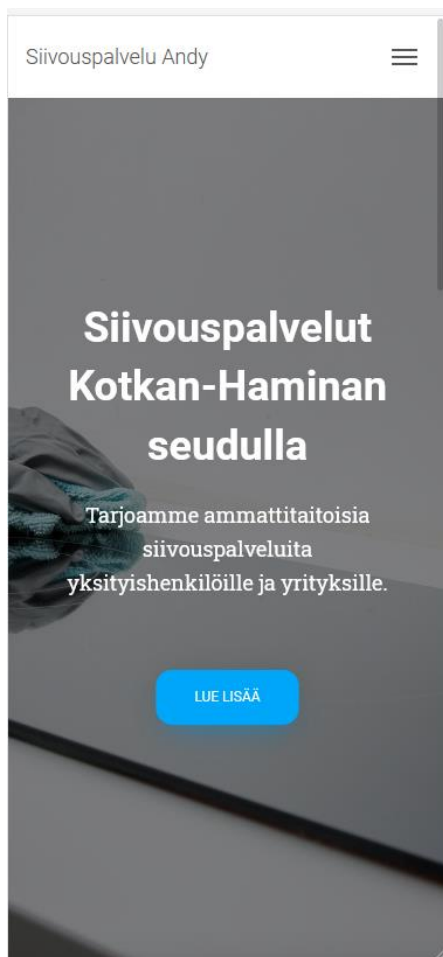 Siivouspalvelu Andy
Siivouspalvelut
Kotkan-Haminan
seudulla
Tarjoamme ammattitaitoisia
siivouspalveluita
yksityishenkilöille ja yrityksille.
LUE LISÄÄ